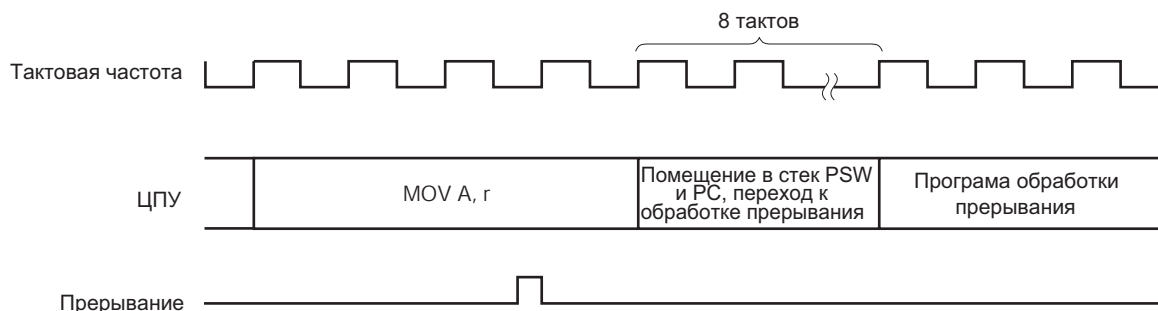 8 тактов
Тактовая частота
ЦПУ
MOV A, r
Помещение в стек PSW
и PC, переход к
обработке прерывания
Програма обработки
прерывания
Прерывание